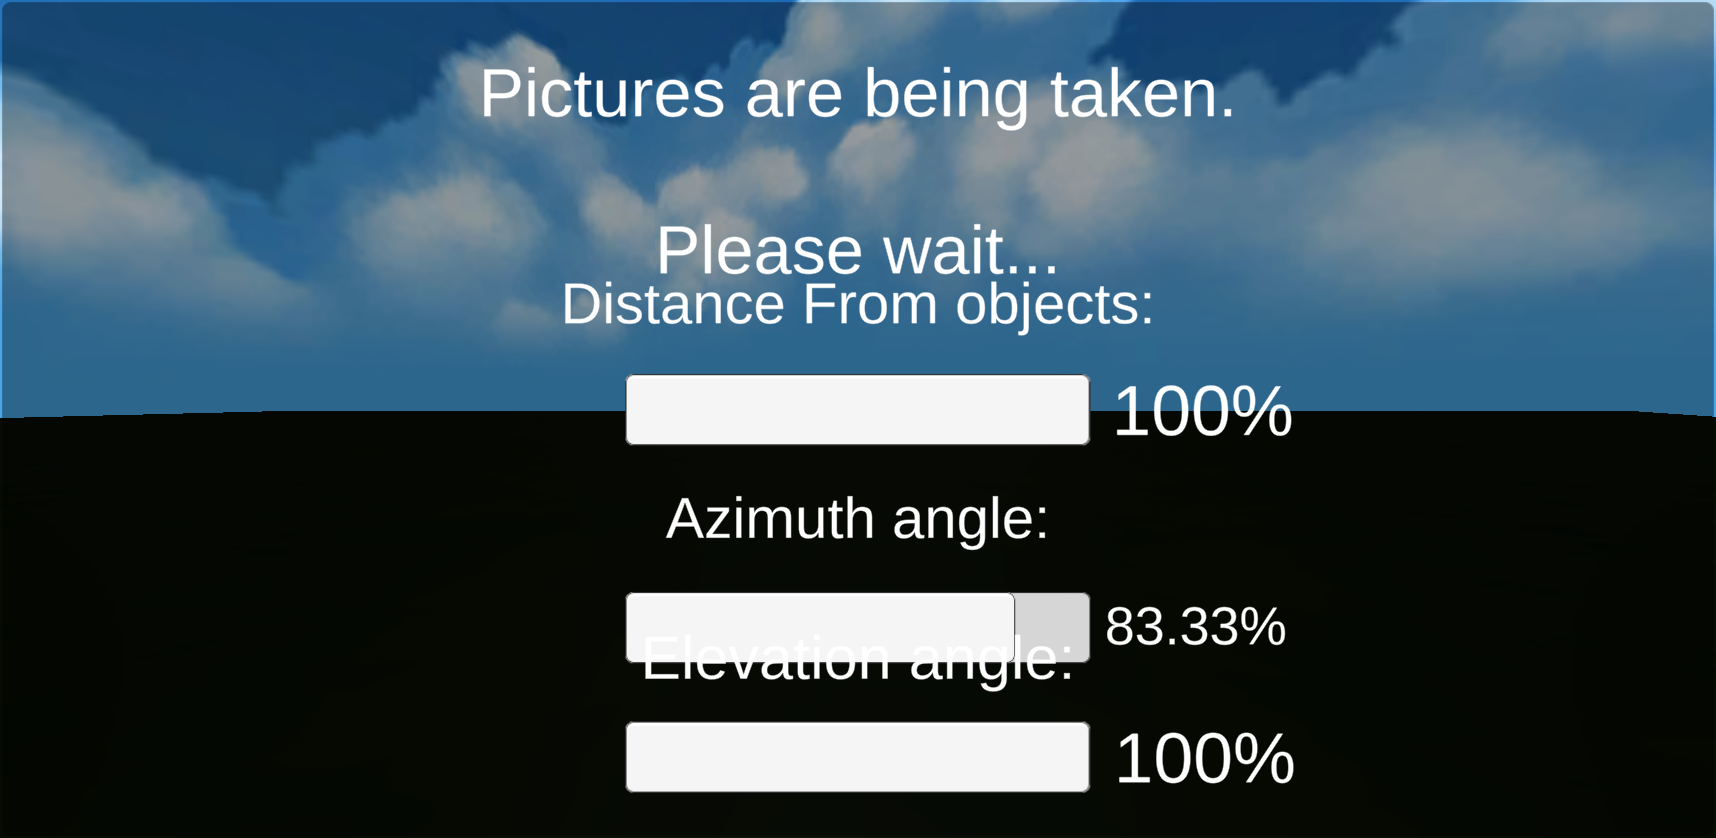 Pictures are being taken.
Please wait...
Distance From objects:
100%
Azimuth angle:
83.33%
Elevation angle:
100%